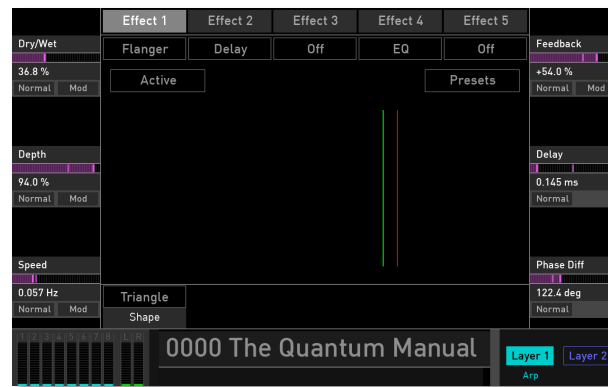 Effect 1 Effect 2 Effect 3 Effect 4 Effect 5
Dry/Wet
Flanger Delay Off EQ Off
Feedback
36.8 %
+54.0 %
Active
Presets
Normal Mod
Normal Mod
Depth
Delay
94.0 %
0.145 ms
Normal Mod
Normal
Speed
Phase Diff
0.057 Hz
Triangle
122.4 deg
Normal Mod
Shape
Normal
1 2 3 4 5 6 7 8 L R
0000 The Quantum Manual
Layer 1 Layer 2
Arp